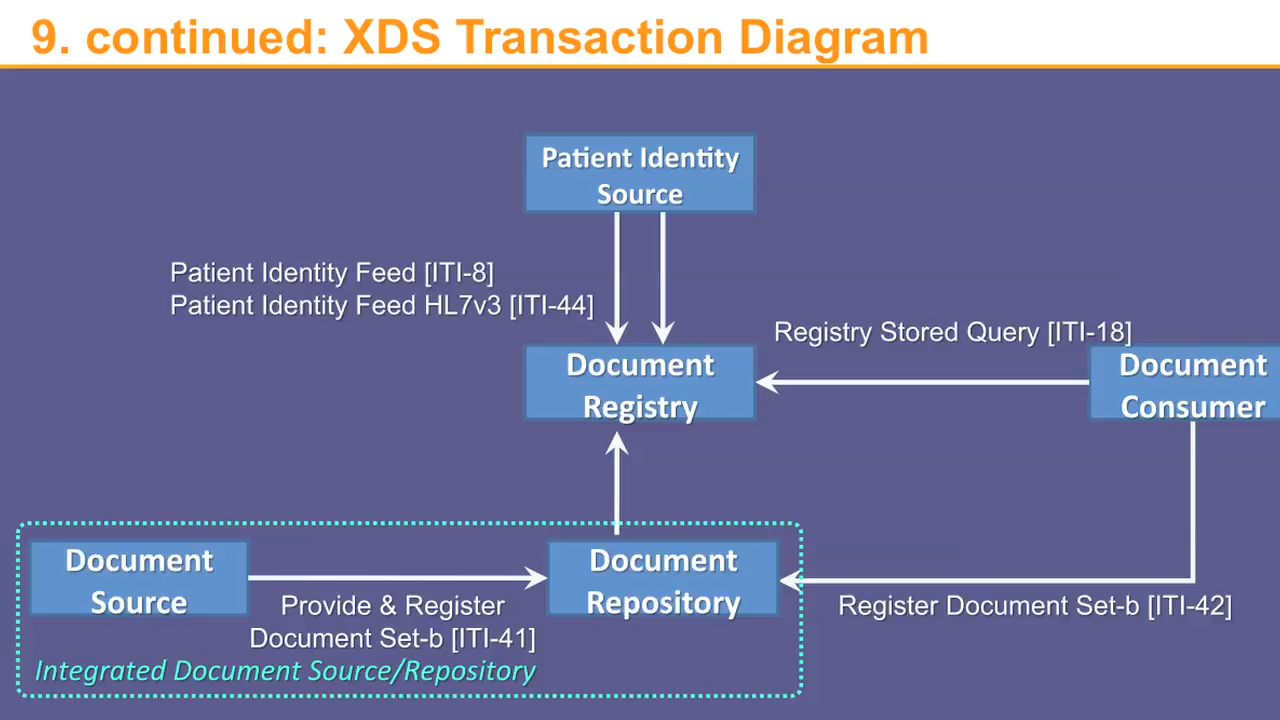 9. continued: XDS Transaction Diagram
Patient Identity
Source
Patient Identity Feed [ITI-8]
Patient Identity Feed HL7v3 [ITI-44]
Registry Stored Query [ITI-18]
Document
Registry
Document
Consumer
Document
Source
Provide & Register
Document Set-b [ITI-41]
Document
Repository
Register Document Set-b [ITI-42]
Integrated Document Source/Repository